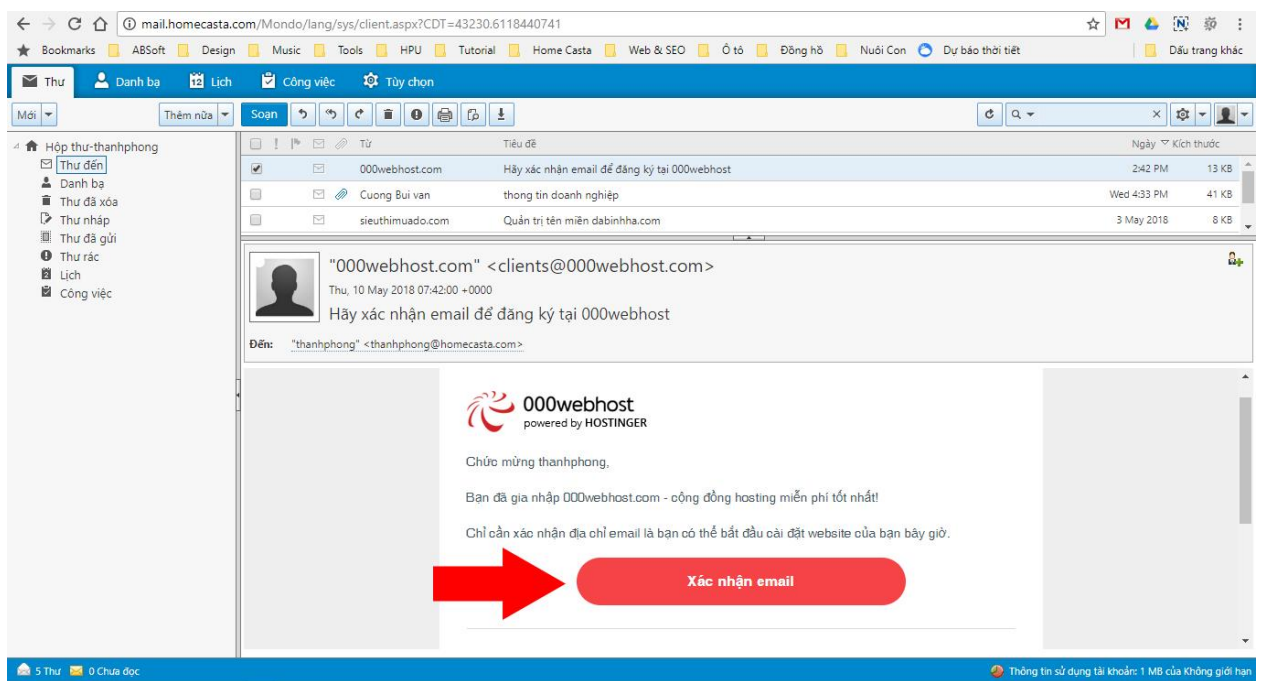 mail.homecasta.com/Mondo/lang/sys/client.aspx?CDT=43230.6118440741
Bookmarks ABSoft Design Music Tools HPU Tutorial Home Casta Web & SEO Ô tô Đồng hồ Nuôi Con Dự báo thời tiết Dấu trang khác
Thư Danh bạ 12 Lịch Công việc Tùy chọn
Mới Thêm nữa Soạn
Hộp thư-thanhphong
Thư đến
Danh bạ
Thư đã xóa
Thư nháp
Thư đã gửi
Thư rác
Lịch
Công việc
Từ Tiêu đề Ngày Kích thước
000webhost.com Hãy xác nhận email để đăng ký tại 000webhost 2:42 PM 13 KB
Cuong Bui van thong tin doanh nghiệp Wed 4:33 PM 41 KB
sieuthimuado.com Quản trị tên miền dabinhha.com 3 May 2018 8 KB
"000webhost.com" <clients@000webhost.com>
Thu, 10 May 2018 07:42:00 +0000
Hãy xác nhận email để đăng ký tại 000webhost
Đến: "thanhphong" <thanhphong@homecasta.com>
000webhost
powered by HOSTINGER
Chức mừng thanhphong,
Bạn đã gia nhập 000webhost.com - cộng đồng hosting miễn phí tốt nhất!
Chỉ cần xác nhận địa chỉ email là bạn có thể bắt đầu cài đặt website của bạn bây giờ.
Xác nhận email
5 Thư 0 Chưa đọc Thông tin sử dụng tài khoản: 1 MB của Không giới hạn